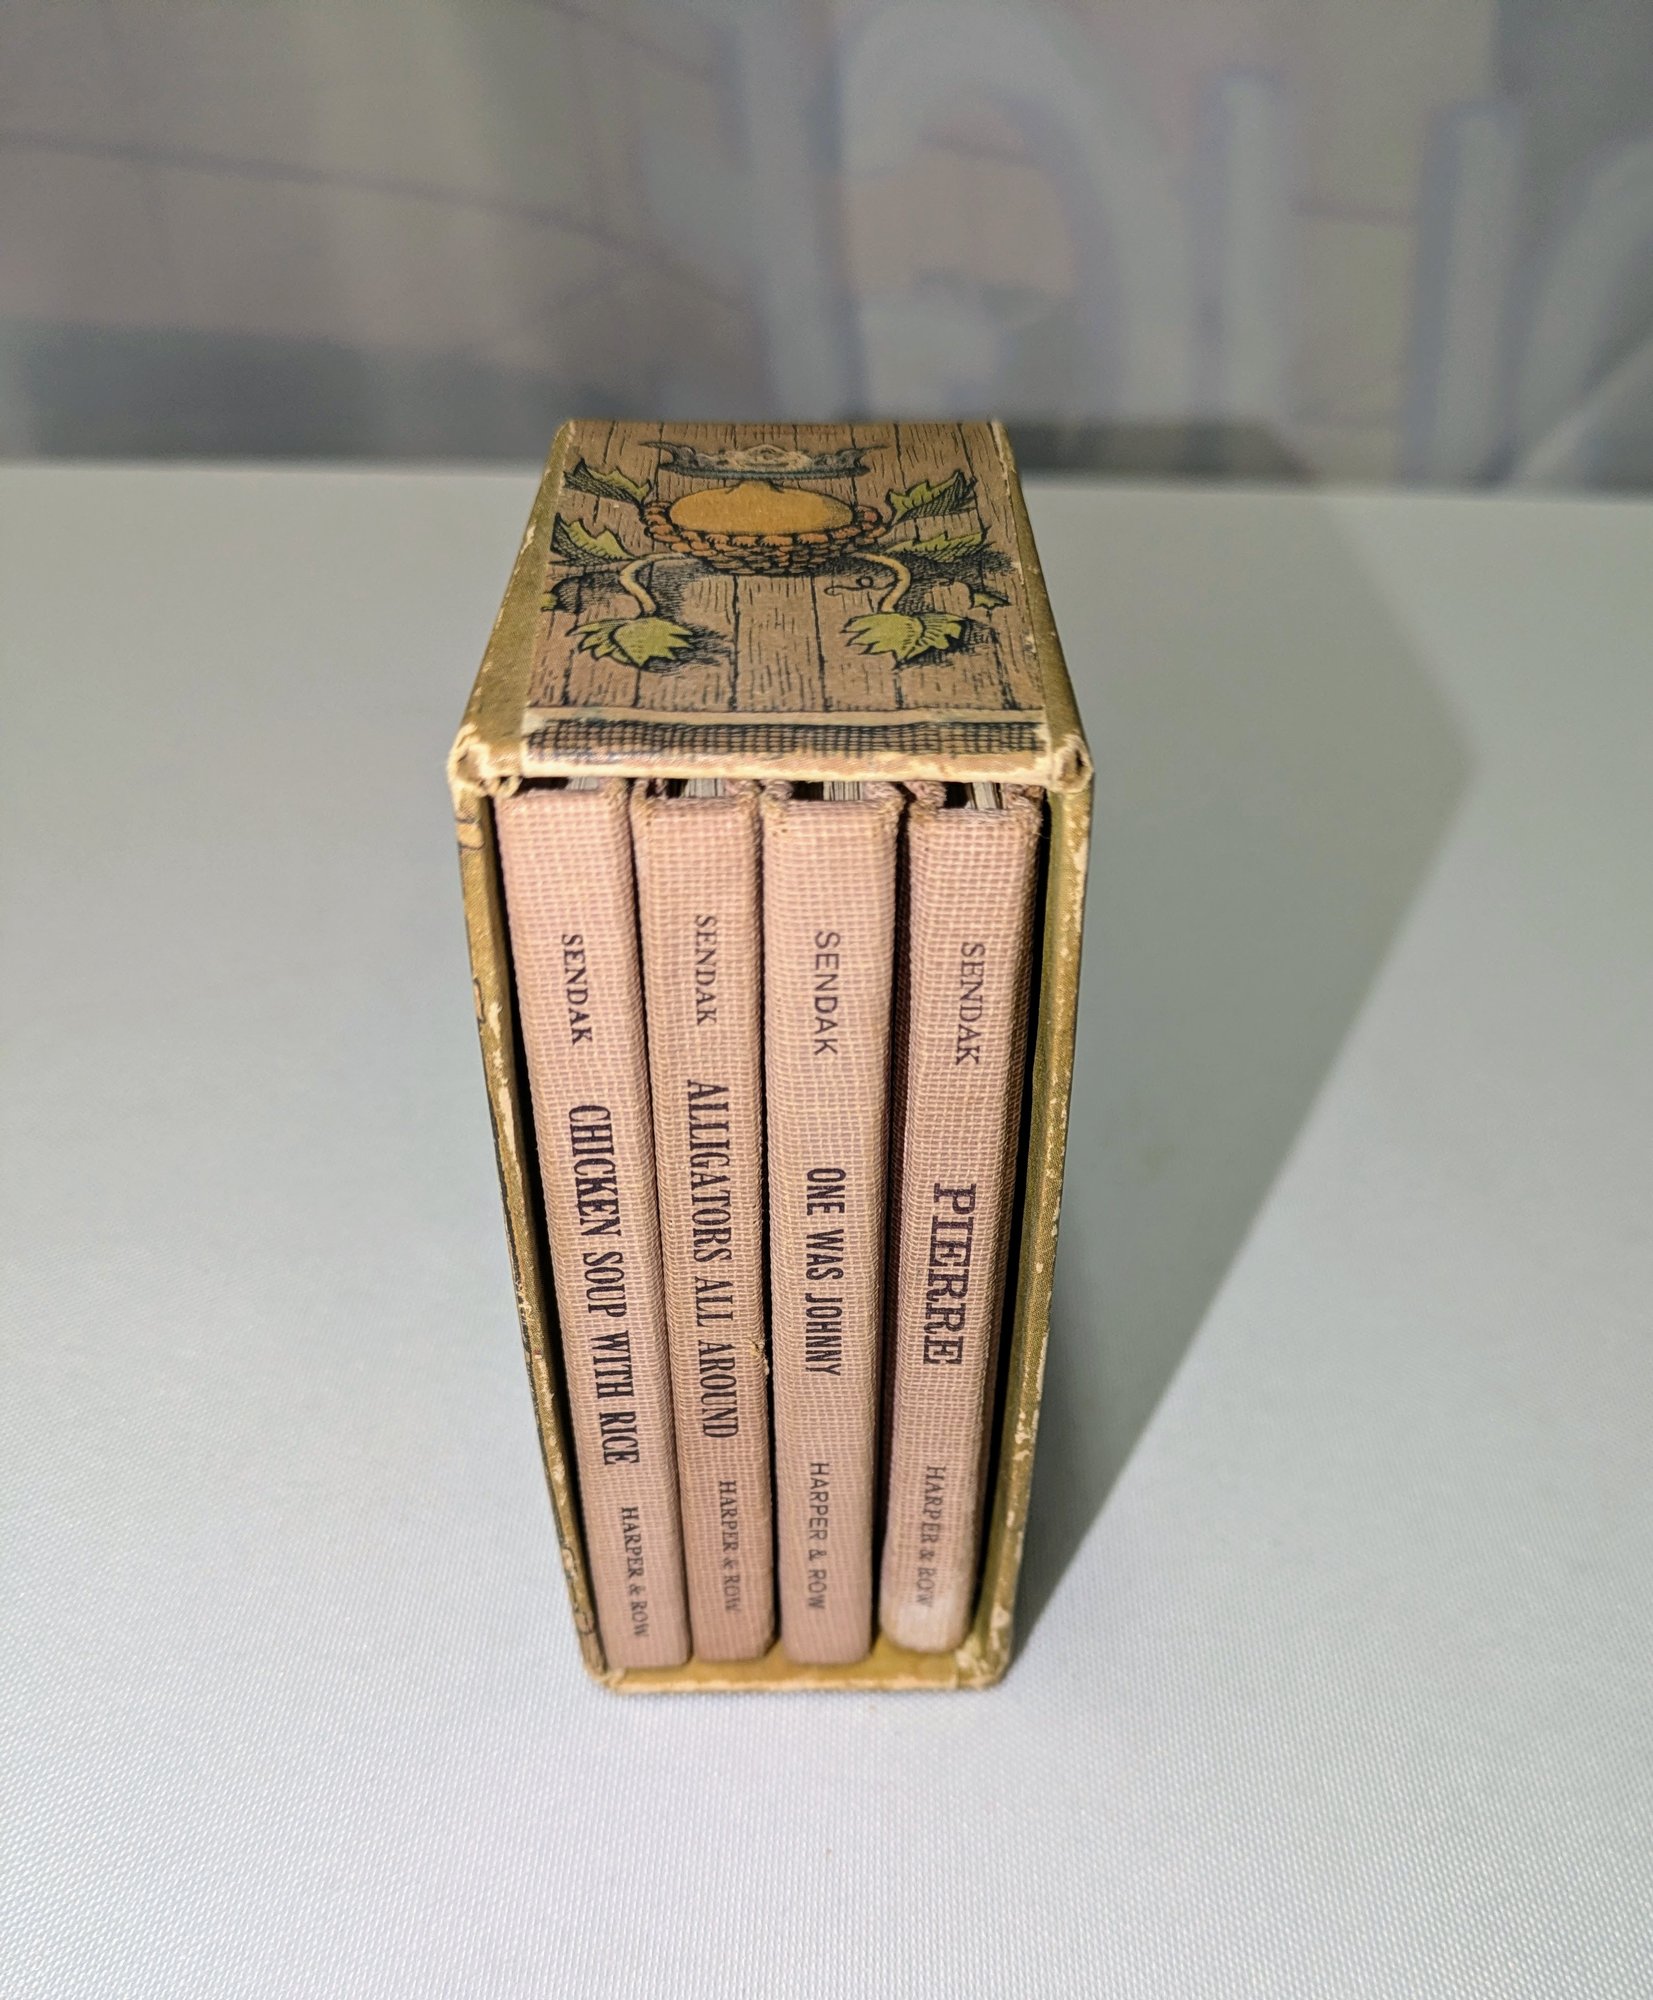 SENDAK CHICKEN SOUP WITH RICE HARPER & ROW
SENDAK ALLIGATORS ALL AROUND HARPER & ROW
SENDAK ONE WAS JOHNNY HARPER & ROW
SENDAK PIERRE HARPER & ROW